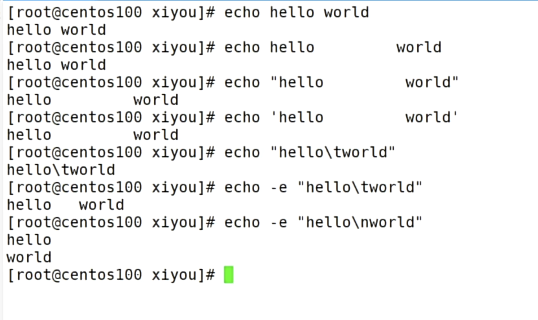 [root@centos100 xiyou]# echo hello world
hello world
[root@centos100 xiyou]# echo hello         world
hello world
[root@centos100 xiyou]# echo "hello         world"
hello         world
[root@centos100 xiyou]# echo 'hello         world'
hello         world
[root@centos100 xiyou]# echo "hello\tworld"
hello\tworld
[root@centos100 xiyou]# echo -e "hello\tworld"
hello   world
[root@centos100 xiyou]# echo -e "hello\nworld"
hello
world
[root@centos100 xiyou]#